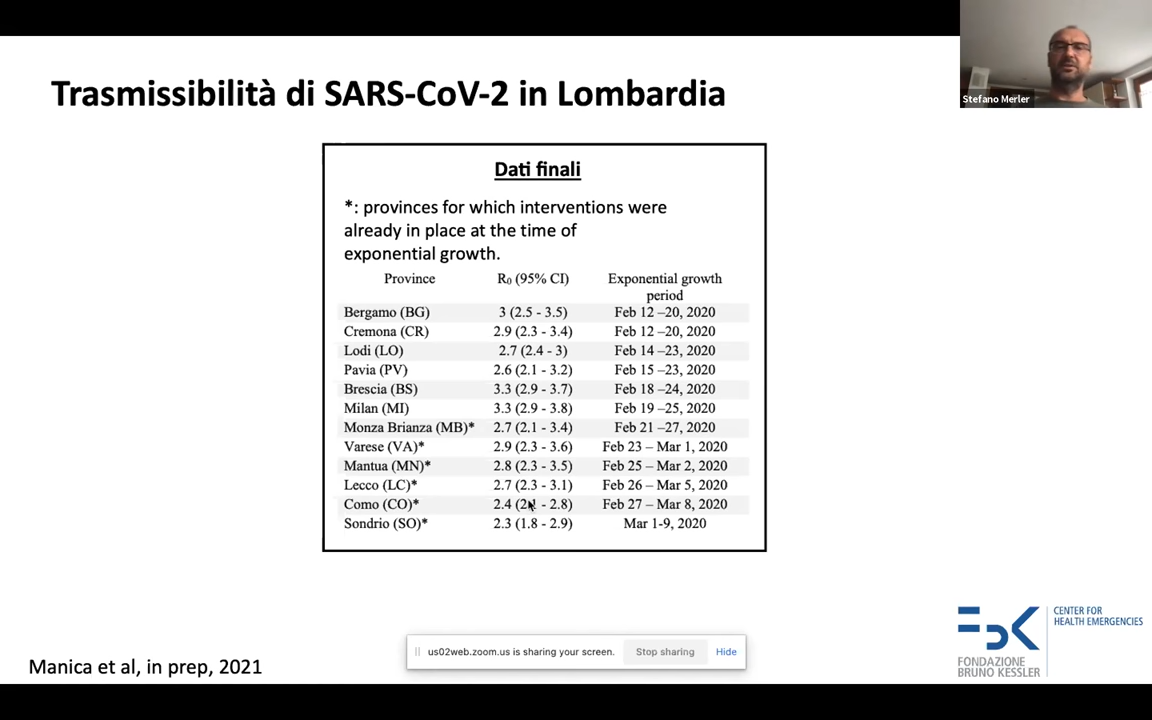 Trasmissibilità di SARS-CoV-2 in Lombardia
Stefano Merler
Dati finali
*: provinces for which interventions were
already in place at the time of
exponential growth.
Province R₀ (95% CI) Exponential growth
period
Bergamo (BG) 3 (2.5 - 3.5) Feb 12 –20, 2020
Cremona (CR) 2.9 (2.3 - 3.4) Feb 12 –20, 2020
Lodi (LO) 2.7 (2.4 - 3) Feb 14 –23, 2020
Pavia (PV) 2.6 (2.1 - 3.2) Feb 15 –23, 2020
Brescia (BS) 3.3 (2.9 - 3.7) Feb 18 –24, 2020
Milan (MI) 3.3 (2.9 - 3.8) Feb 19 –25, 2020
Monza Brianza (MB)* 2.7 (2.1 - 3.4) Feb 21 –27, 2020
Varese (VA)* 2.9 (2.3 - 3.6) Feb 23 – Mar 1, 2020
Mantua (MN)* 2.8 (2.3 - 3.5) Feb 25 – Mar 2, 2020
Lecco (LC)* 2.7 (2.3 - 3.1) Feb 26 – Mar 5, 2020
Como (CO)* 2.4 ( - 2.8) Feb 27 – Mar 8, 2020
Sondrio (SO)* 2.3 (1.8 - 2.9) Mar 1-9, 2020
us02web.zoom.us is sharing your screen. Stop sharing Hide
Manica et al, in prep, 2021
CENTER FOR
HEALTH EMERGENCIES
FONDAZIONE
BRUNO KESSLER